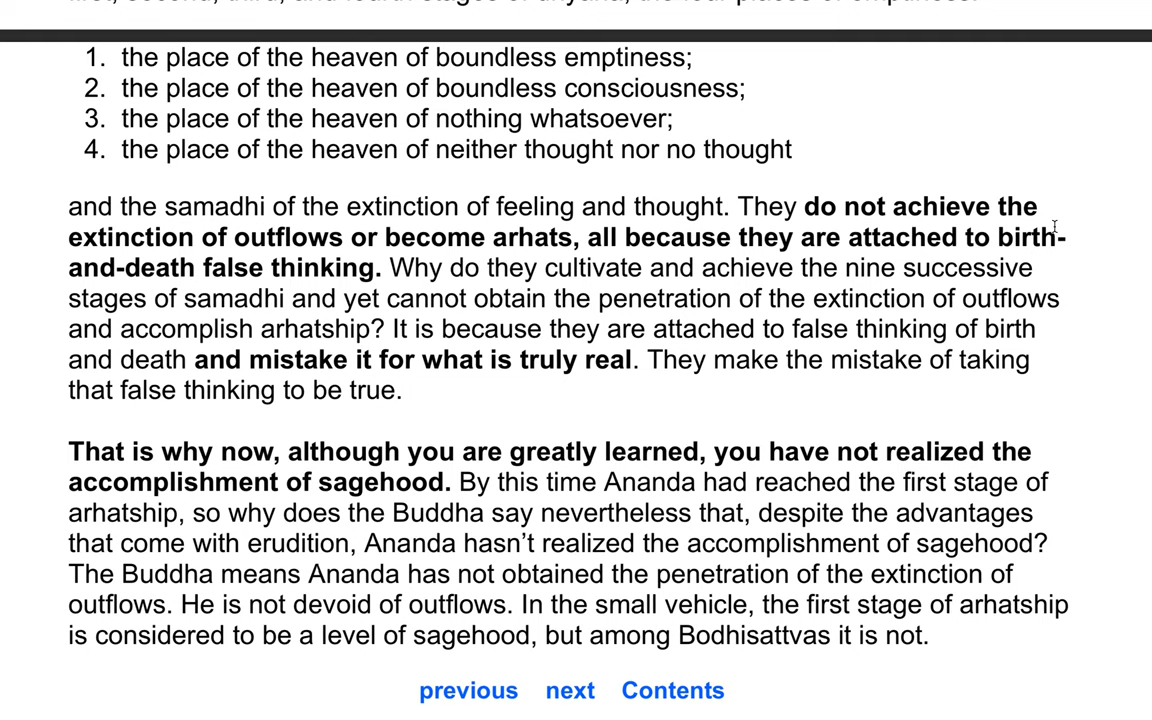 1. the place of the heaven of boundless emptiness;
2. the place of the heaven of boundless consciousness;
3. the place of the heaven of nothing whatsoever;
4. the place of the heaven of neither thought nor no thought
and the samadhi of the extinction of feeling and thought. They do not achieve the
extinction of outflows or become arhats, all because they are attached to birth-
and-death false thinking. Why do they cultivate and achieve the nine successive
stages of samadhi and yet cannot obtain the penetration of the extinction of outflows
and accomplish arhatship? It is because they are attached to false thinking of birth
and death and mistake it for what is truly real. They make the mistake of taking
that false thinking to be true.
That is why now, although you are greatly learned, you have not realized the
accomplishment of sagehood. By this time Ananda had reached the first stage of
arhatship, so why does the Buddha say nevertheless that, despite the advantages
that come with erudition, Ananda hasn’t realized the accomplishment of sagehood?
The Buddha means Ananda has not obtained the penetration of the extinction of
outflows. He is not devoid of outflows. In the small vehicle, the first stage of arhatship
is considered to be a level of sagehood, but among Bodhisattvas it is not.
previous next Contents